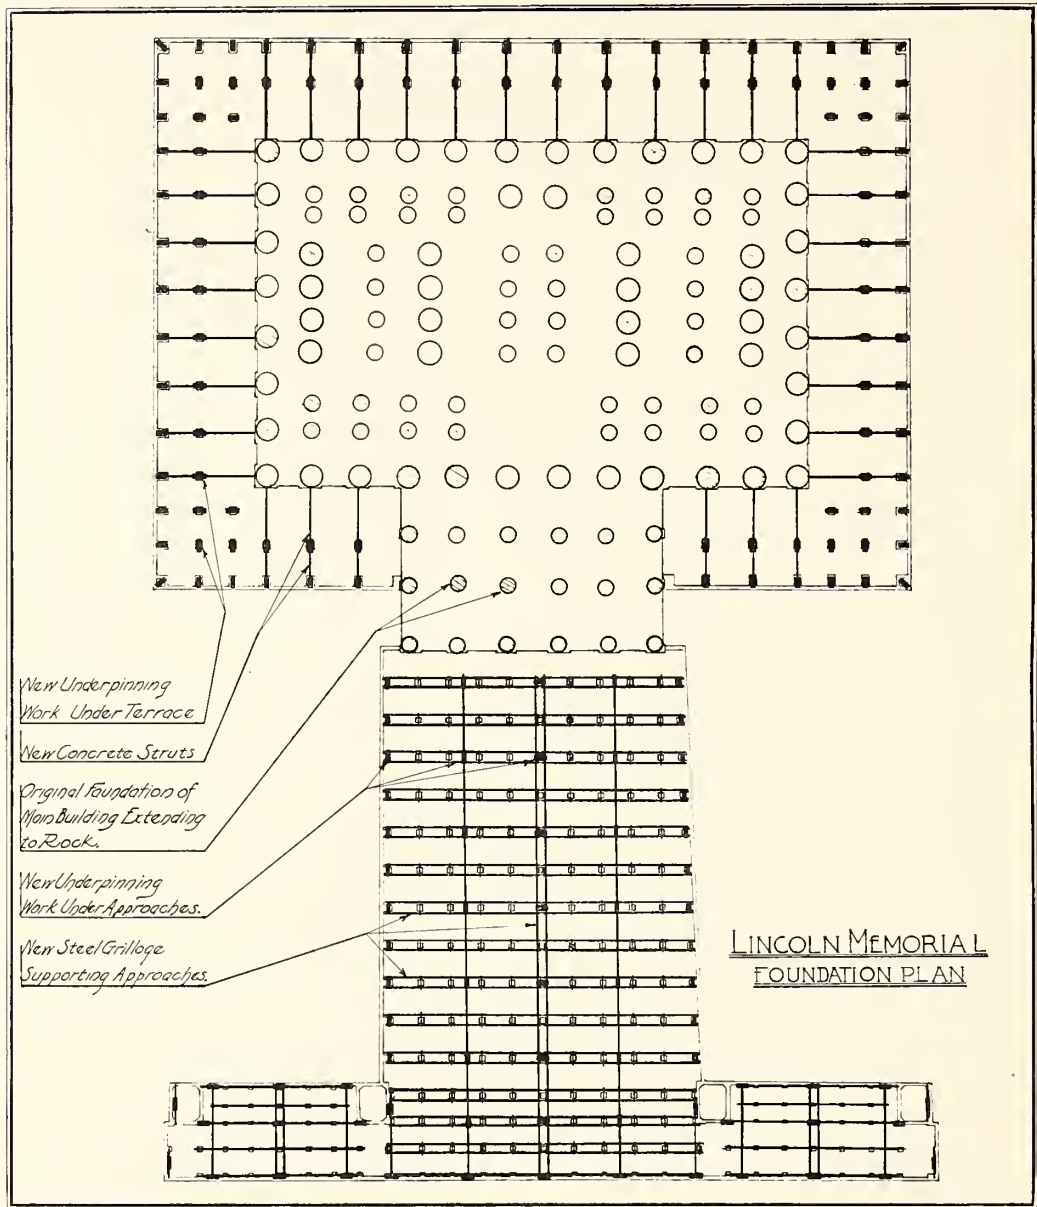 New Underpinning
Work Under Terrace
New Concrete Struts
Original Foundation of
Main Building Extending
to Rock.
New Underpinning
Work Under Approaches.
New Steel Grillage
Supporting Approaches.
LINCOLN MEMORIAL
FOUNDATION PLAN